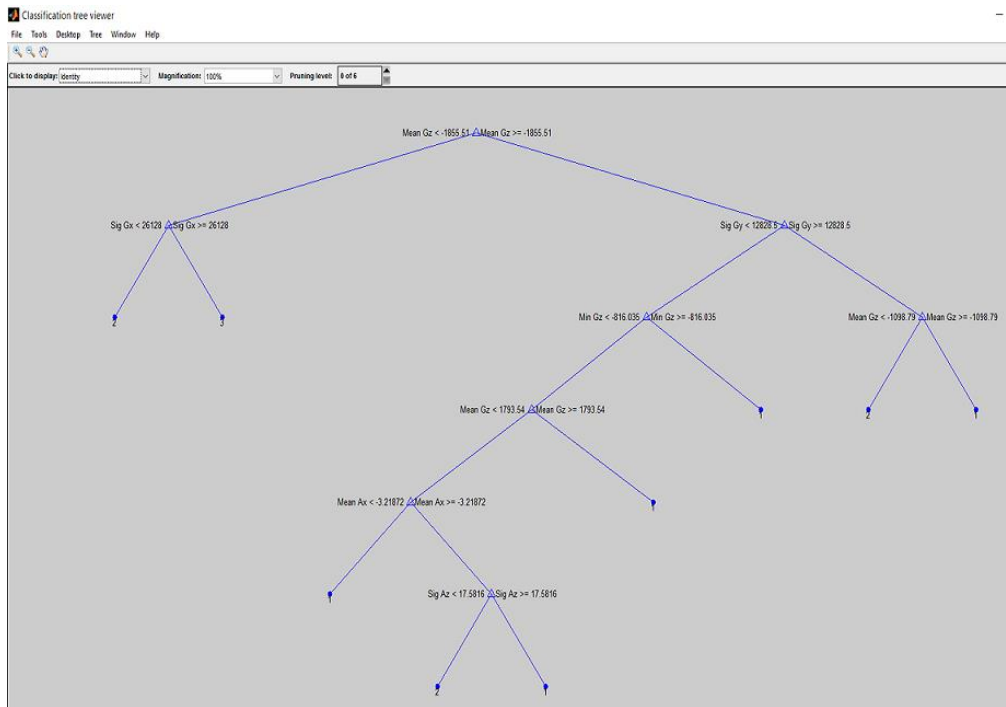 Classification tree viewer
File Tools Desktop Tree Window Help
Click to display: identity Magnification: 100% Pruning level: 0 of 6
Mean Gz < -1855.51 Mean Gz >= -1855.51
Sig Gx < 26128 Sig Gx >= 26128 Sig Gy < 12828.5 Sig Gy >= 12828.5
2 3 Min Gz < -816.035 Min Gz >= -816.035 Mean Gz < -1098.79 Mean Gz >= -1098.79
Mean Gz < 1793.54 Mean Gz >= 1793.54 1 2 1
Mean Ax < -3.21872 Mean Ax >= -3.21872 1
1 Sig Az < 17.5816 Sig Az >= 17.5816
2 1